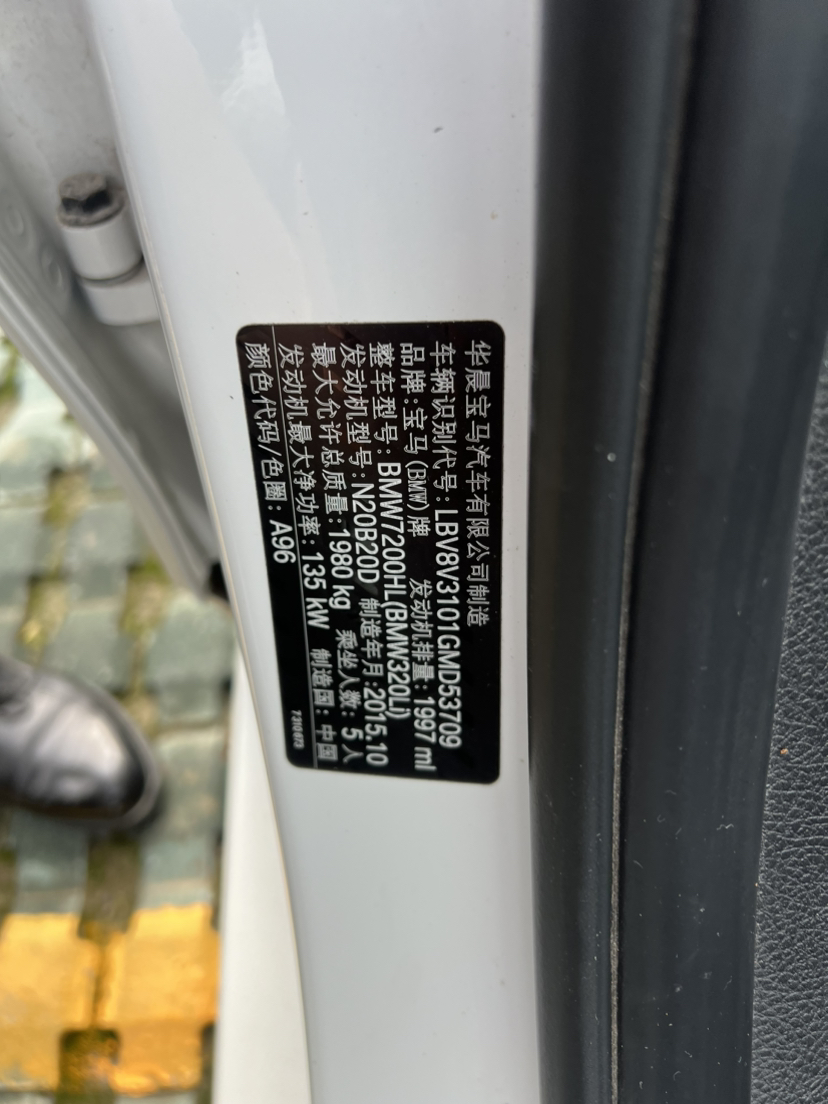 华晨宝马汽车有限公司制造
车辆识别代号: LBV8V3101GMD53709
品牌: 宝马(BMW)牌 发动机排量: 1997 ml
整车型号: BMW7200HL(BMW320Li)
发动机型号: N20B20D 制造年月: 2015.10
最大允许总质量: 1980 kg 乘坐人数: 5人
发动机最大净功率: 135 kW 制造国: 中国
颜色代码/色圈: A96
7 310 673